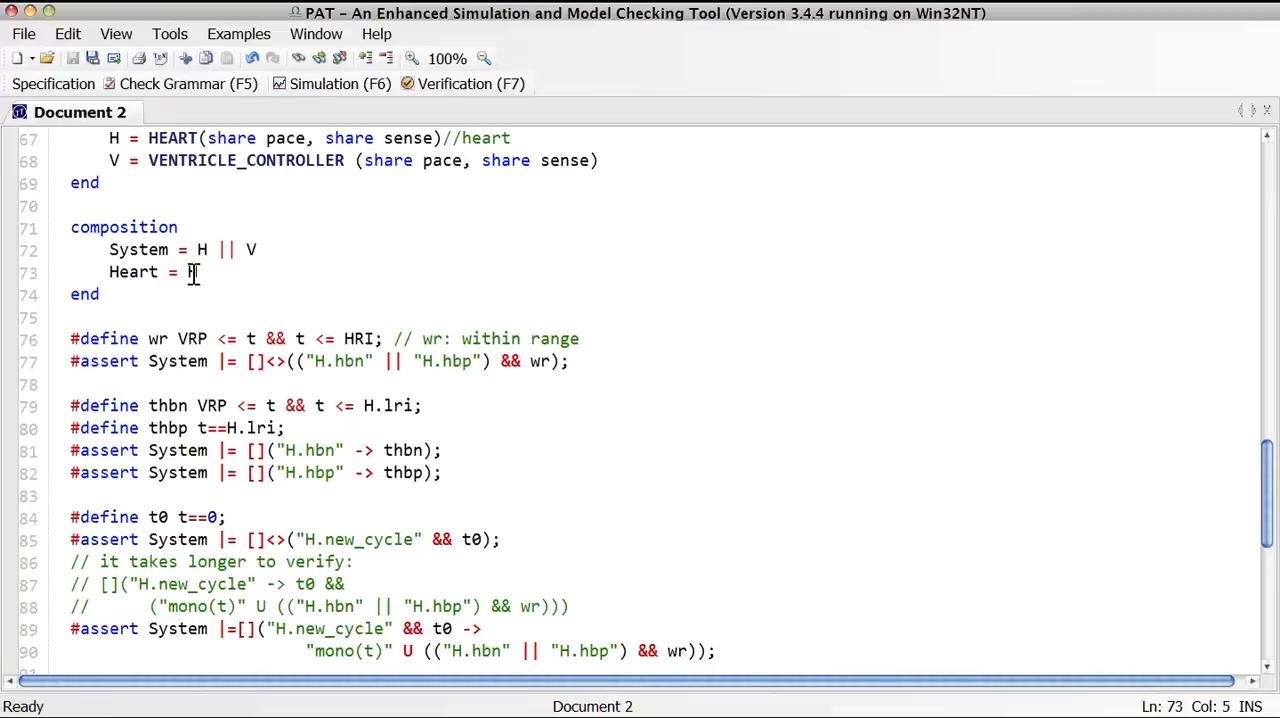 PAT - An Enhanced Simulation and Model Checking Tool (Version 3.4.4 running on Win32NT)
File Edit View Tools Examples Window Help
100%
Specification Check Grammar (F5) Simulation (F6) Verification (F7)
Document 2
67 H = HEART(share pace, share sense)//heart
68 V = VENTRICLE_CONTROLLER (share pace, share sense)
69 end
70
71 composition
72 System = H || V
73 Heart = H
74 end
75
76 #define wr VRP <= t && t <= HRI; // wr: within range
77 #assert System |= []<>(("H.hbn" || "H.hbp") && wr);
78
79 #define thbn VRP <= t && t <= H.lri;
80 #define thbp t==H.lri;
81 #assert System |= []("H.hbn" -> thbn);
82 #assert System |= []("H.hbp" -> thbp);
83
84 #define t0 t==0;
85 #assert System |= []<>("H.new_cycle" && t0);
86 // it takes longer to verify:
87 // []("H.new_cycle" -> t0 &&
88 // ("mono(t)" U (("H.hbn" || "H.hbp") && wr)))
89 #assert System |=[]("H.new_cycle" && t0 ->
90 "mono(t)" U (("H.hbn" || "H.hbp") && wr));
Ready Document 2 Ln: 73 Col: 5 INS